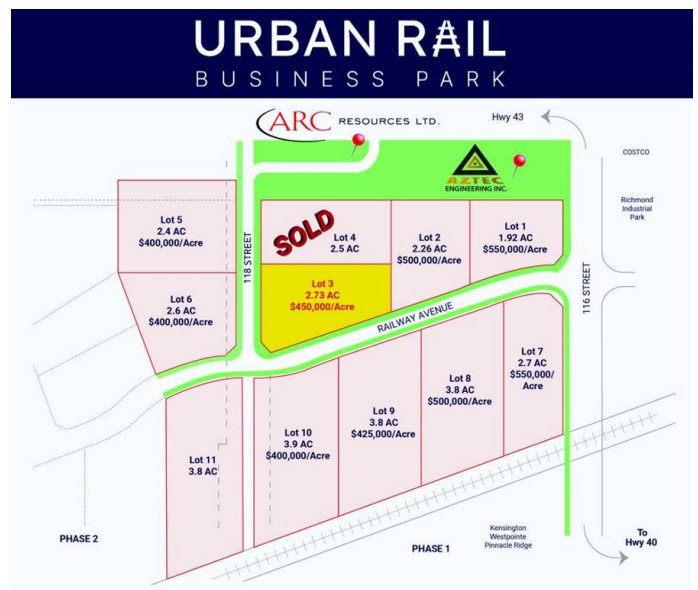 URBAN RAIL
BUSINESS PARK
ARC RESOURCES LTD.
Hwy 43
COSTCO
AZTEC
ENGINEERING INC.
Richmond
Industrial
Park
Lot 5
2.4 AC
$400,000/Acre
118 STREET
SOLD
Lot 4
2.5 AC
Lot 2
2.26 AC
$500,000/Acre
Lot 1
1.92 AC
$550,000/Acre
116 STREET
Lot 6
2.6 AC
$400,000/Acre
Lot 3
2.73 AC
$450,000/Acre
RAILWAY AVENUE
Lot 7
2.7 AC
$550,000/
Acre
Lot 8
3.8 AC
$500,000/Acre
Lot 9
3.8 AC
$425,000/Acre
Lot 10
3.9 AC
$400,000/Acre
Lot 11
3.8 AC
PHASE 2
PHASE 1
Kensington
Westpointe
Pinnacle Ridge
To
Hwy 40